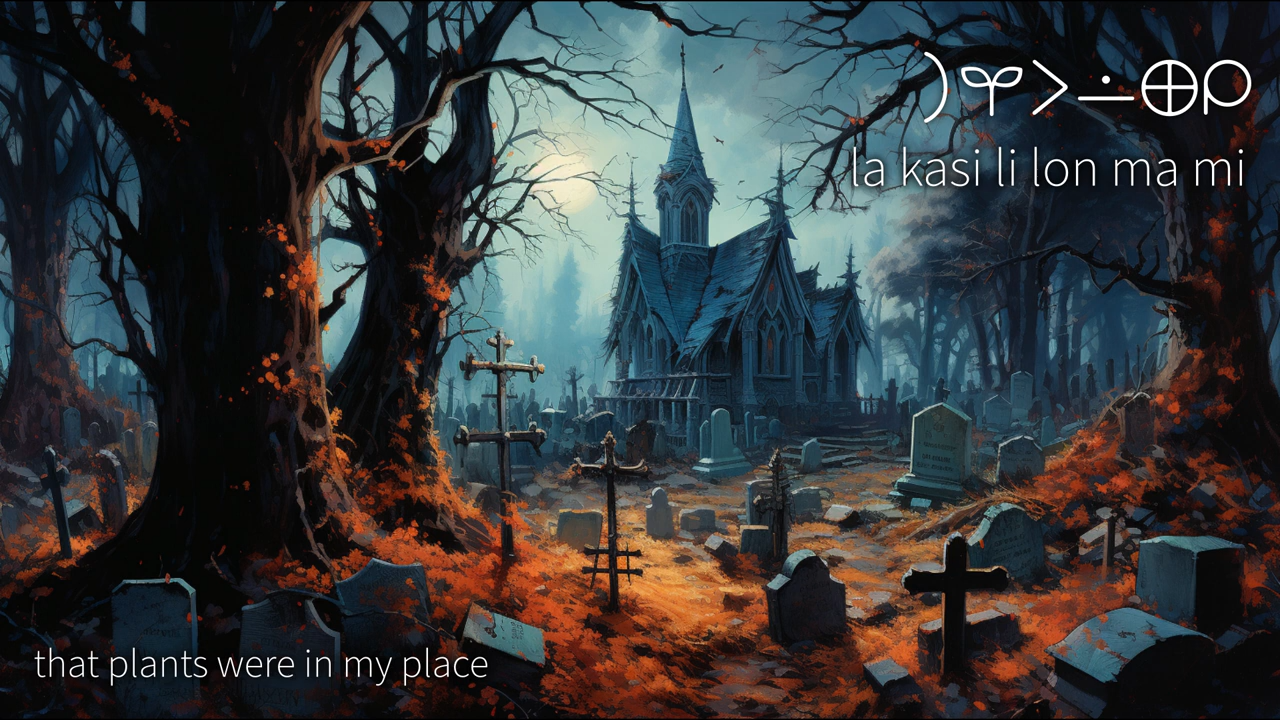 󱤡󱤗󱤧󱤬󱤰󱤴
la kasi li lon ma mi
that plants were in my place